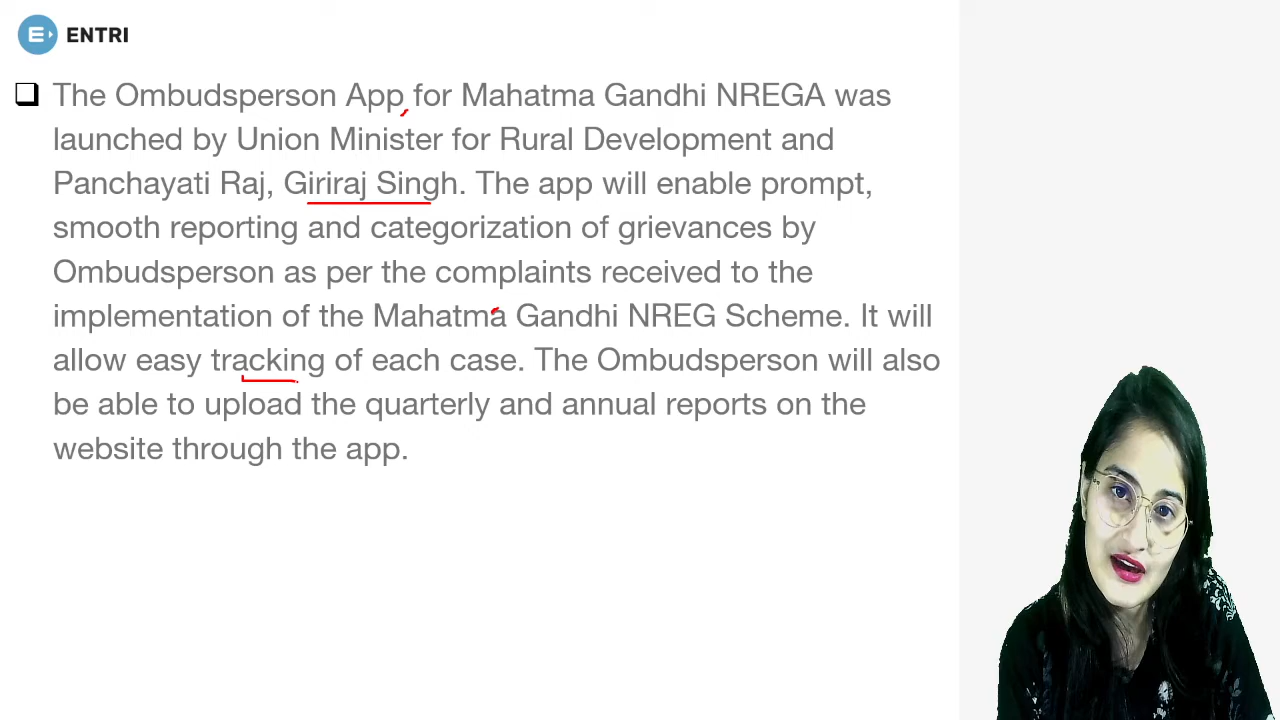 ENTRI
The Ombudsperson App for Mahatma Gandhi NREGA was
launched by Union Minister for Rural Development and
Panchayati Raj, Giriraj Singh. The app will enable prompt,
smooth reporting and categorization of grievances by
Ombudsperson as per the complaints received to the
implementation of the Mahatma Gandhi NREG Scheme. It will
allow easy tracking of each case. The Ombudsperson will also
be able to upload the quarterly and annual reports on the
website through the app.